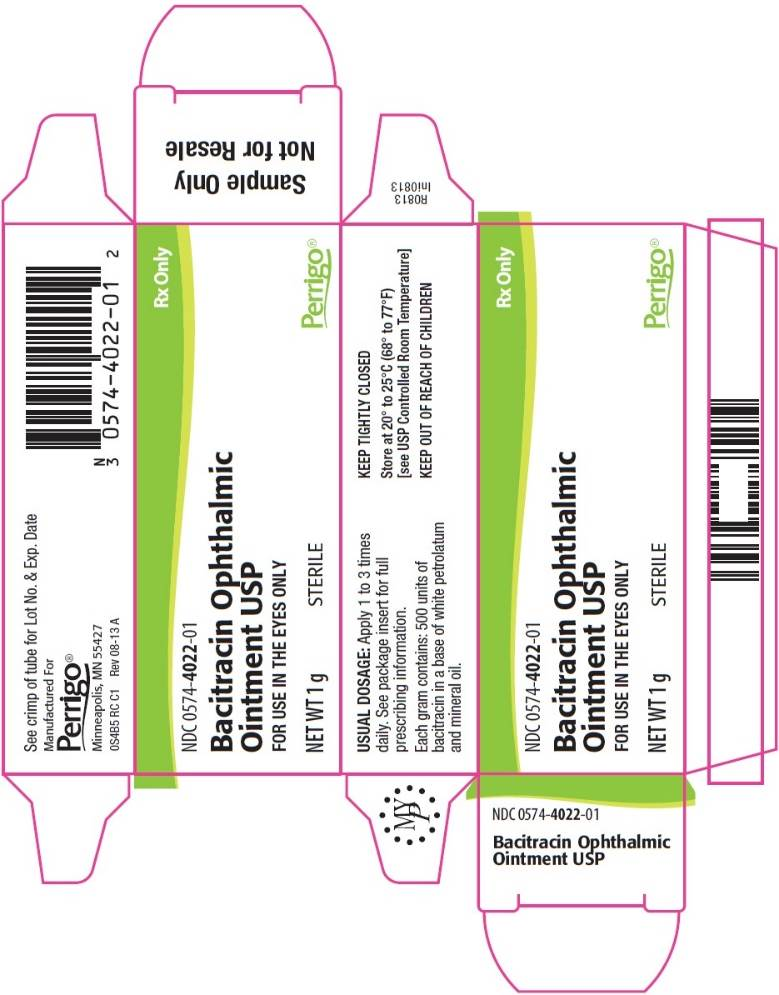 Sample Only
Not for Resale
R0813
Ini0813
N
3 0574-4022-01 2
See crimp of tube for Lot No. & Exp. Date
Manufactured For
Perrigo®
Minneapolis, MN 55427
0S4B5 RC C1 Rev 08-13 A
Rx Only
NDC 0574-4022-01
Bacitracin Ophthalmic
Ointment USP
FOR USE IN THE EYES ONLY
NET WT 1 g STERILE
Perrigo®
USUAL DOSAGE: Apply 1 to 3 times
daily. See package insert for full
prescribing information.
Each gram contains: 500 units of
bacitracin in a base of white petrolatum
and mineral oil.
KEEP TIGHTLY CLOSED
Store at 20° to 25°C (68° to 77°F)
[see USP Controlled Room Temperature]
KEEP OUT OF REACH OF CHILDREN
Rx Only
NDC 0574-4022-01
Bacitracin Ophthalmic
Ointment USP
FOR USE IN THE EYES ONLY
NET WT 1 g STERILE
Perrigo®
NDC 0574-4022-01
Bacitracin Ophthalmic
Ointment USP